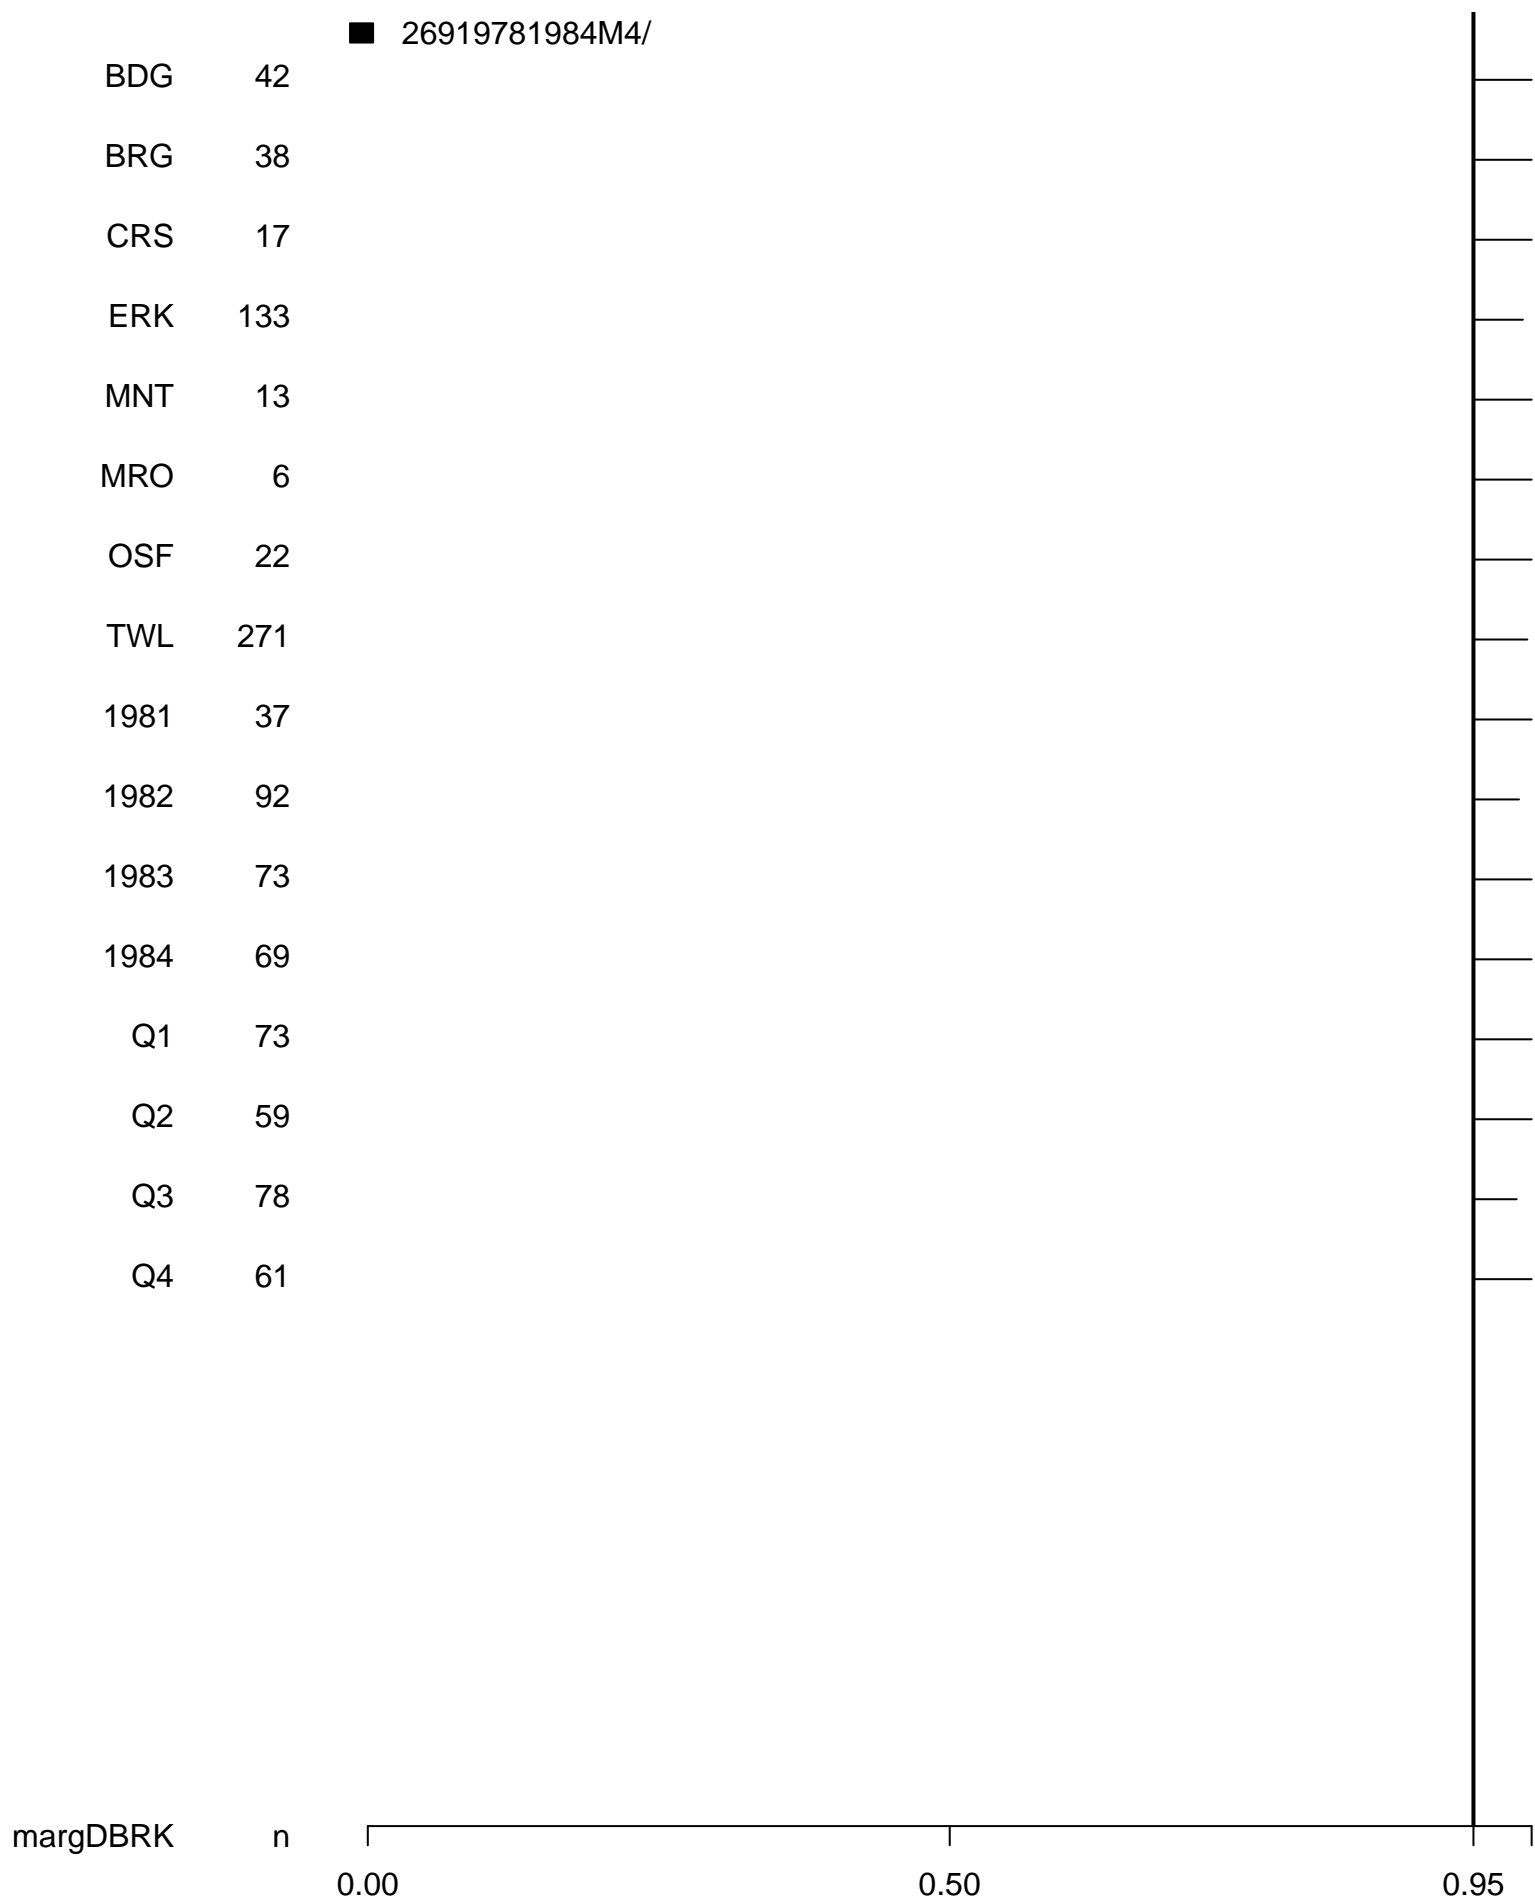 26919781984M4/
BDG 42
BRG 38
CRS 17
ERK 133
MNT 13
MRO 6
OSF 22
TWL 271
1981 37
1982 92
1983 73
1984 69
Q1 73
Q2 59
Q3 78
Q4 61
margDBRK n
0.00 0.50 0.95